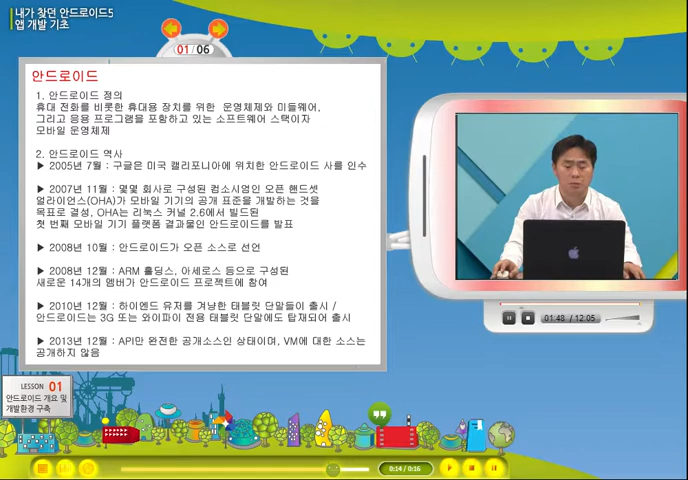 내가 찾던 안드로이드5
앱 개발 기초
01 / 06
안드로이드
1. 안드로이드 정의
휴대 전화를 비롯한 휴대용 장치를 위한 운영체제와 미들웨어,
그리고 응용 프로그램을 포함하고 있는 소프트웨어 스택이자
모바일 운영체제
2. 안드로이드 역사
▶ 2005년 7월 : 구글은 미국 캘리포니아에 위치한 안드로이드 사를 인수
▶ 2007년 11월 : 몇몇 회사로 구성된 컴소시엄인 오픈 핸드셋
얼라이언스(OHA)가 모바일 기기의 공개 표준을 개발하는 것을
목표로 결성, OHA는 리눅스 커널 2.6에서 빌드된
첫 번째 모바일 기기 플랫폼 결과물인 안드로이드를 발표
▶ 2008년 10월 : 안드로이드가 오픈 소스로 선언
▶ 2008년 12월 : ARM 홀딩스, 아세로스 등으로 구성된
새로운 14개의 멤버가 안드로이드 프로젝트에 참여
▶ 2010년 12월 : 하이엔드 유저를 겨냥한 태블릿 단말들이 출시 /
안드로이드는 3G 또는 와이파이 전용 태블릿 단말에도 탑재되어 출시
▶ 2013년 12월 : API만 완전한 공개소스인 상태이며, VM에 대한 소스는
공개하지 않음
01:48 / 12:05
LESSON 01
안드로이드 개요 및
개발환경 구축
0:14 / 0:16